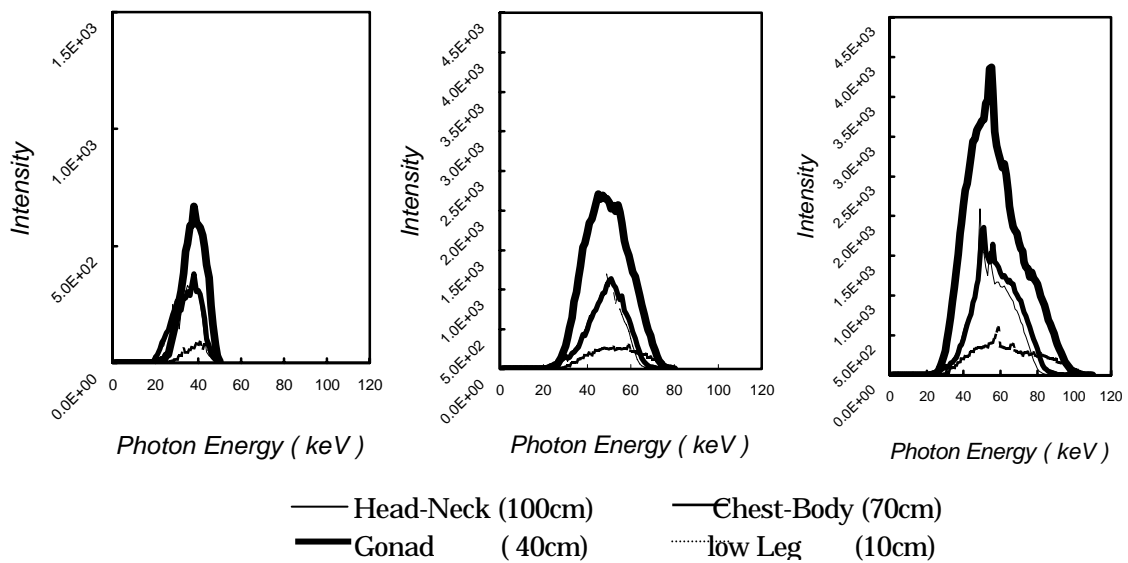 1.5E+03
1.0E+03
5.0E+02
0.0E+00
Intensity
0 20 40 60 80 100 120
Photon Energy ( keV )
4.5E+03
4.0E+03
3.5E+03
3.0E+03
2.5E+03
2.0E+03
1.5E+03
1.0E+03
5.0E+02
0.0E+00
Intensity
0 20 40 60 80 100 120
Photon Energy ( keV )
4.5E+03
4.0E+03
3.5E+03
3.0E+03
2.5E+03
2.0E+03
1.5E+03
1.0E+03
5.0E+02
0.0E+00
Intensity
0 20 40 60 80 100 120
Photon Energy ( keV )
Head-Neck (100cm) Chest-Body (70cm)
Gonad ( 40cm) low Leg (10cm)